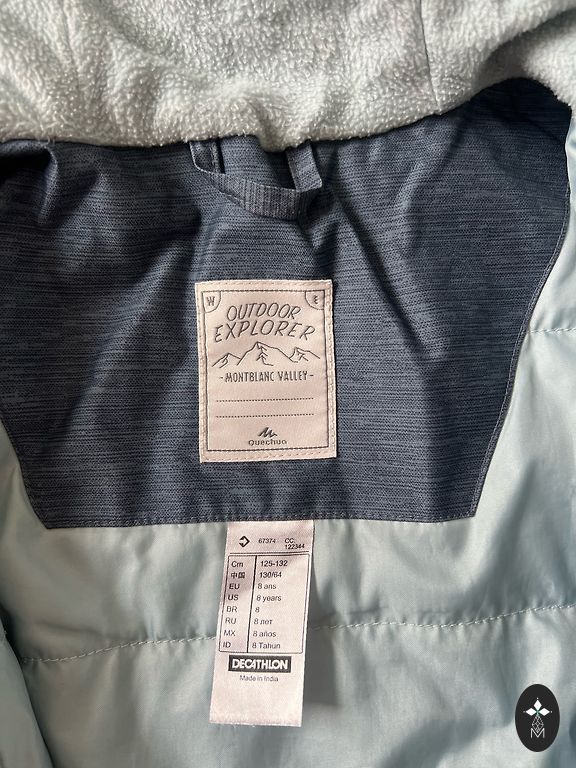 W E
OUTDOOR
EXPLORER
-MONTBLANC VALLEY-
Quechua
67374 CC:
122344
Cm 125-132
中国 130/64
EU 8 ans
US 8 years
BR 8
RU 8 лет
MX 8 años
ID 8 Tahun
DECATHLON
Made in India
M